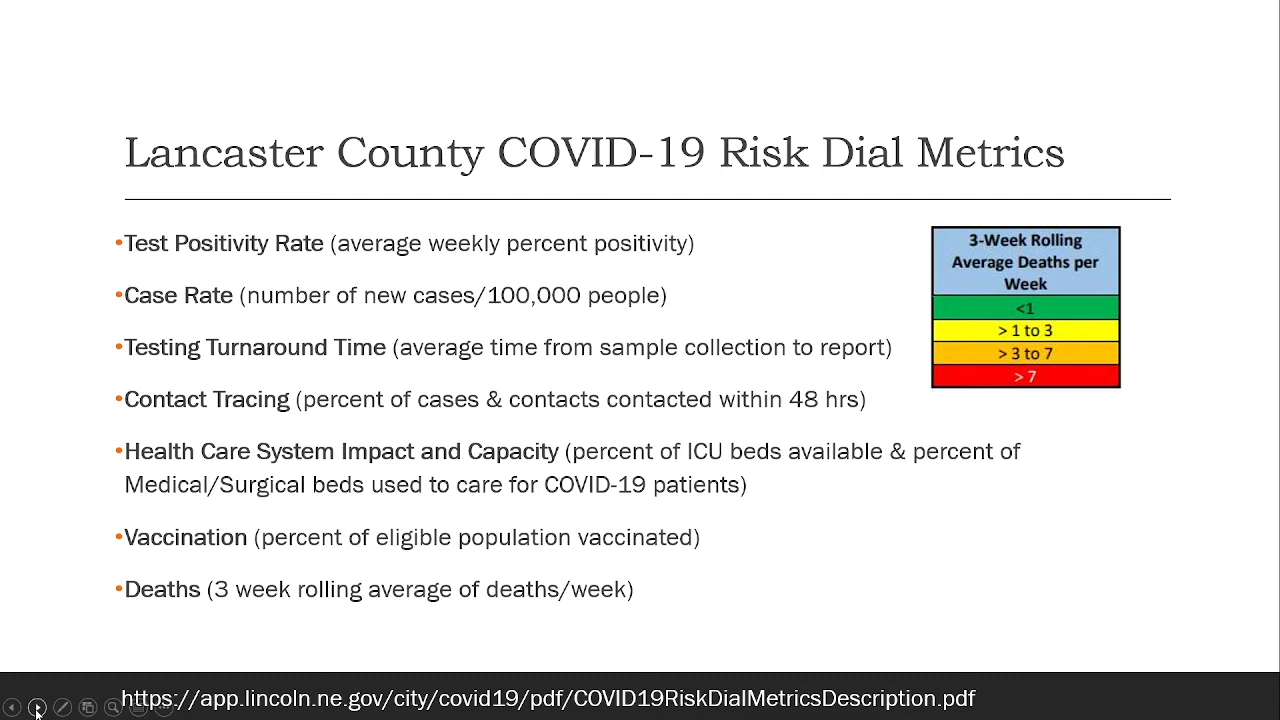 Lancaster County COVID-19 Risk Dial Metrics
•Test Positivity Rate (average weekly percent positivity)
•Case Rate (number of new cases/100,000 people)
•Testing Turnaround Time (average time from sample collection to report)
•Contact Tracing (percent of cases & contacts contacted within 48 hrs)
•Health Care System Impact and Capacity (percent of ICU beds available & percent of
Medical/Surgical beds used to care for COVID-19 patients)
•Vaccination (percent of eligible population vaccinated)
•Deaths (3 week rolling average of deaths/week)
3-Week Rolling
Average Deaths per
Week
<1
> 1 to 3
> 3 to 7
> 7
https://app.lincoln.ne.gov/city/covid19/pdf/COVID19RiskDialMetricsDescription.pdf